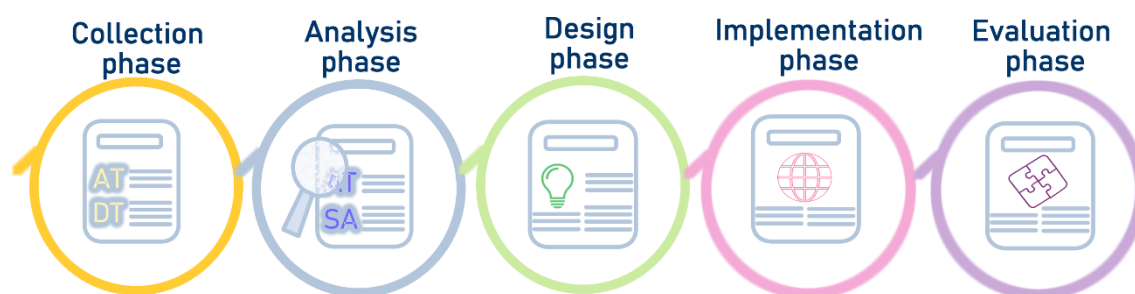 Collection
phase
Analysis
phase
Design
phase
Implementation
phase
Evaluation
phase
AT
DT
SA